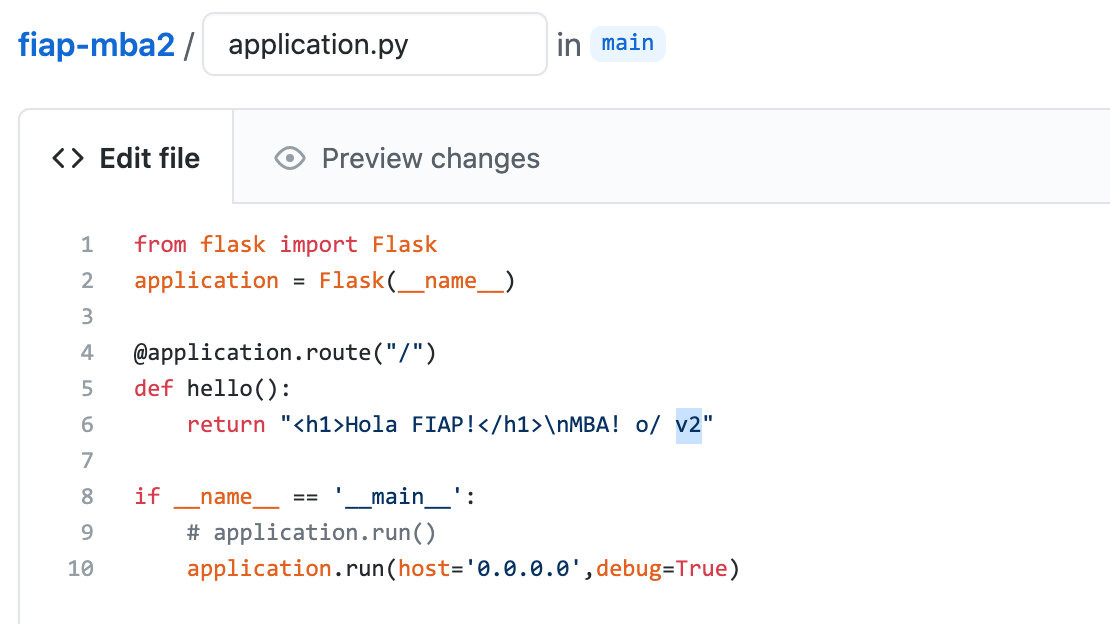 fiap-mba2 / application.py in main
Edit file Preview changes
1 from flask import Flask
2 application = Flask(__name__)
3
4 @application.route("/")
5 def hello():
6     return "<h1>Hola FIAP!</h1>\nMBA! o/ v2"
7
8 if __name__ == '__main__':
9     # application.run()
10     application.run(host='0.0.0.0',debug=True)